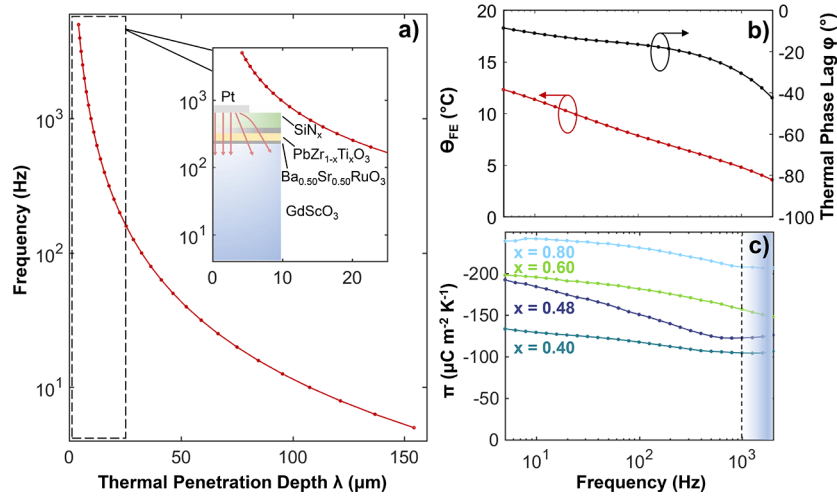 a)
Frequency (Hz)
10³
10²
10¹
0
50
100
150
Thermal Penetration Depth λ (μm)
10³
10²
10¹
0
10
20
Pt
SiNₓ
PbZr₁₋ₓTiₓO₃
Ba₀.₅₀Sr₀.₅₀RuO₃
GdScO₃
b)
20
15
10
5
0
Θ_FE (°C)
0
-20
-40
-60
-80
-100
Thermal Phase Lag φ (°)
c)
x = 0.80
x = 0.60
x = 0.48
x = 0.40
-200
-150
-100
-50
0
π (μC m⁻² K⁻¹)
10¹
10²
10³
Frequency (Hz)